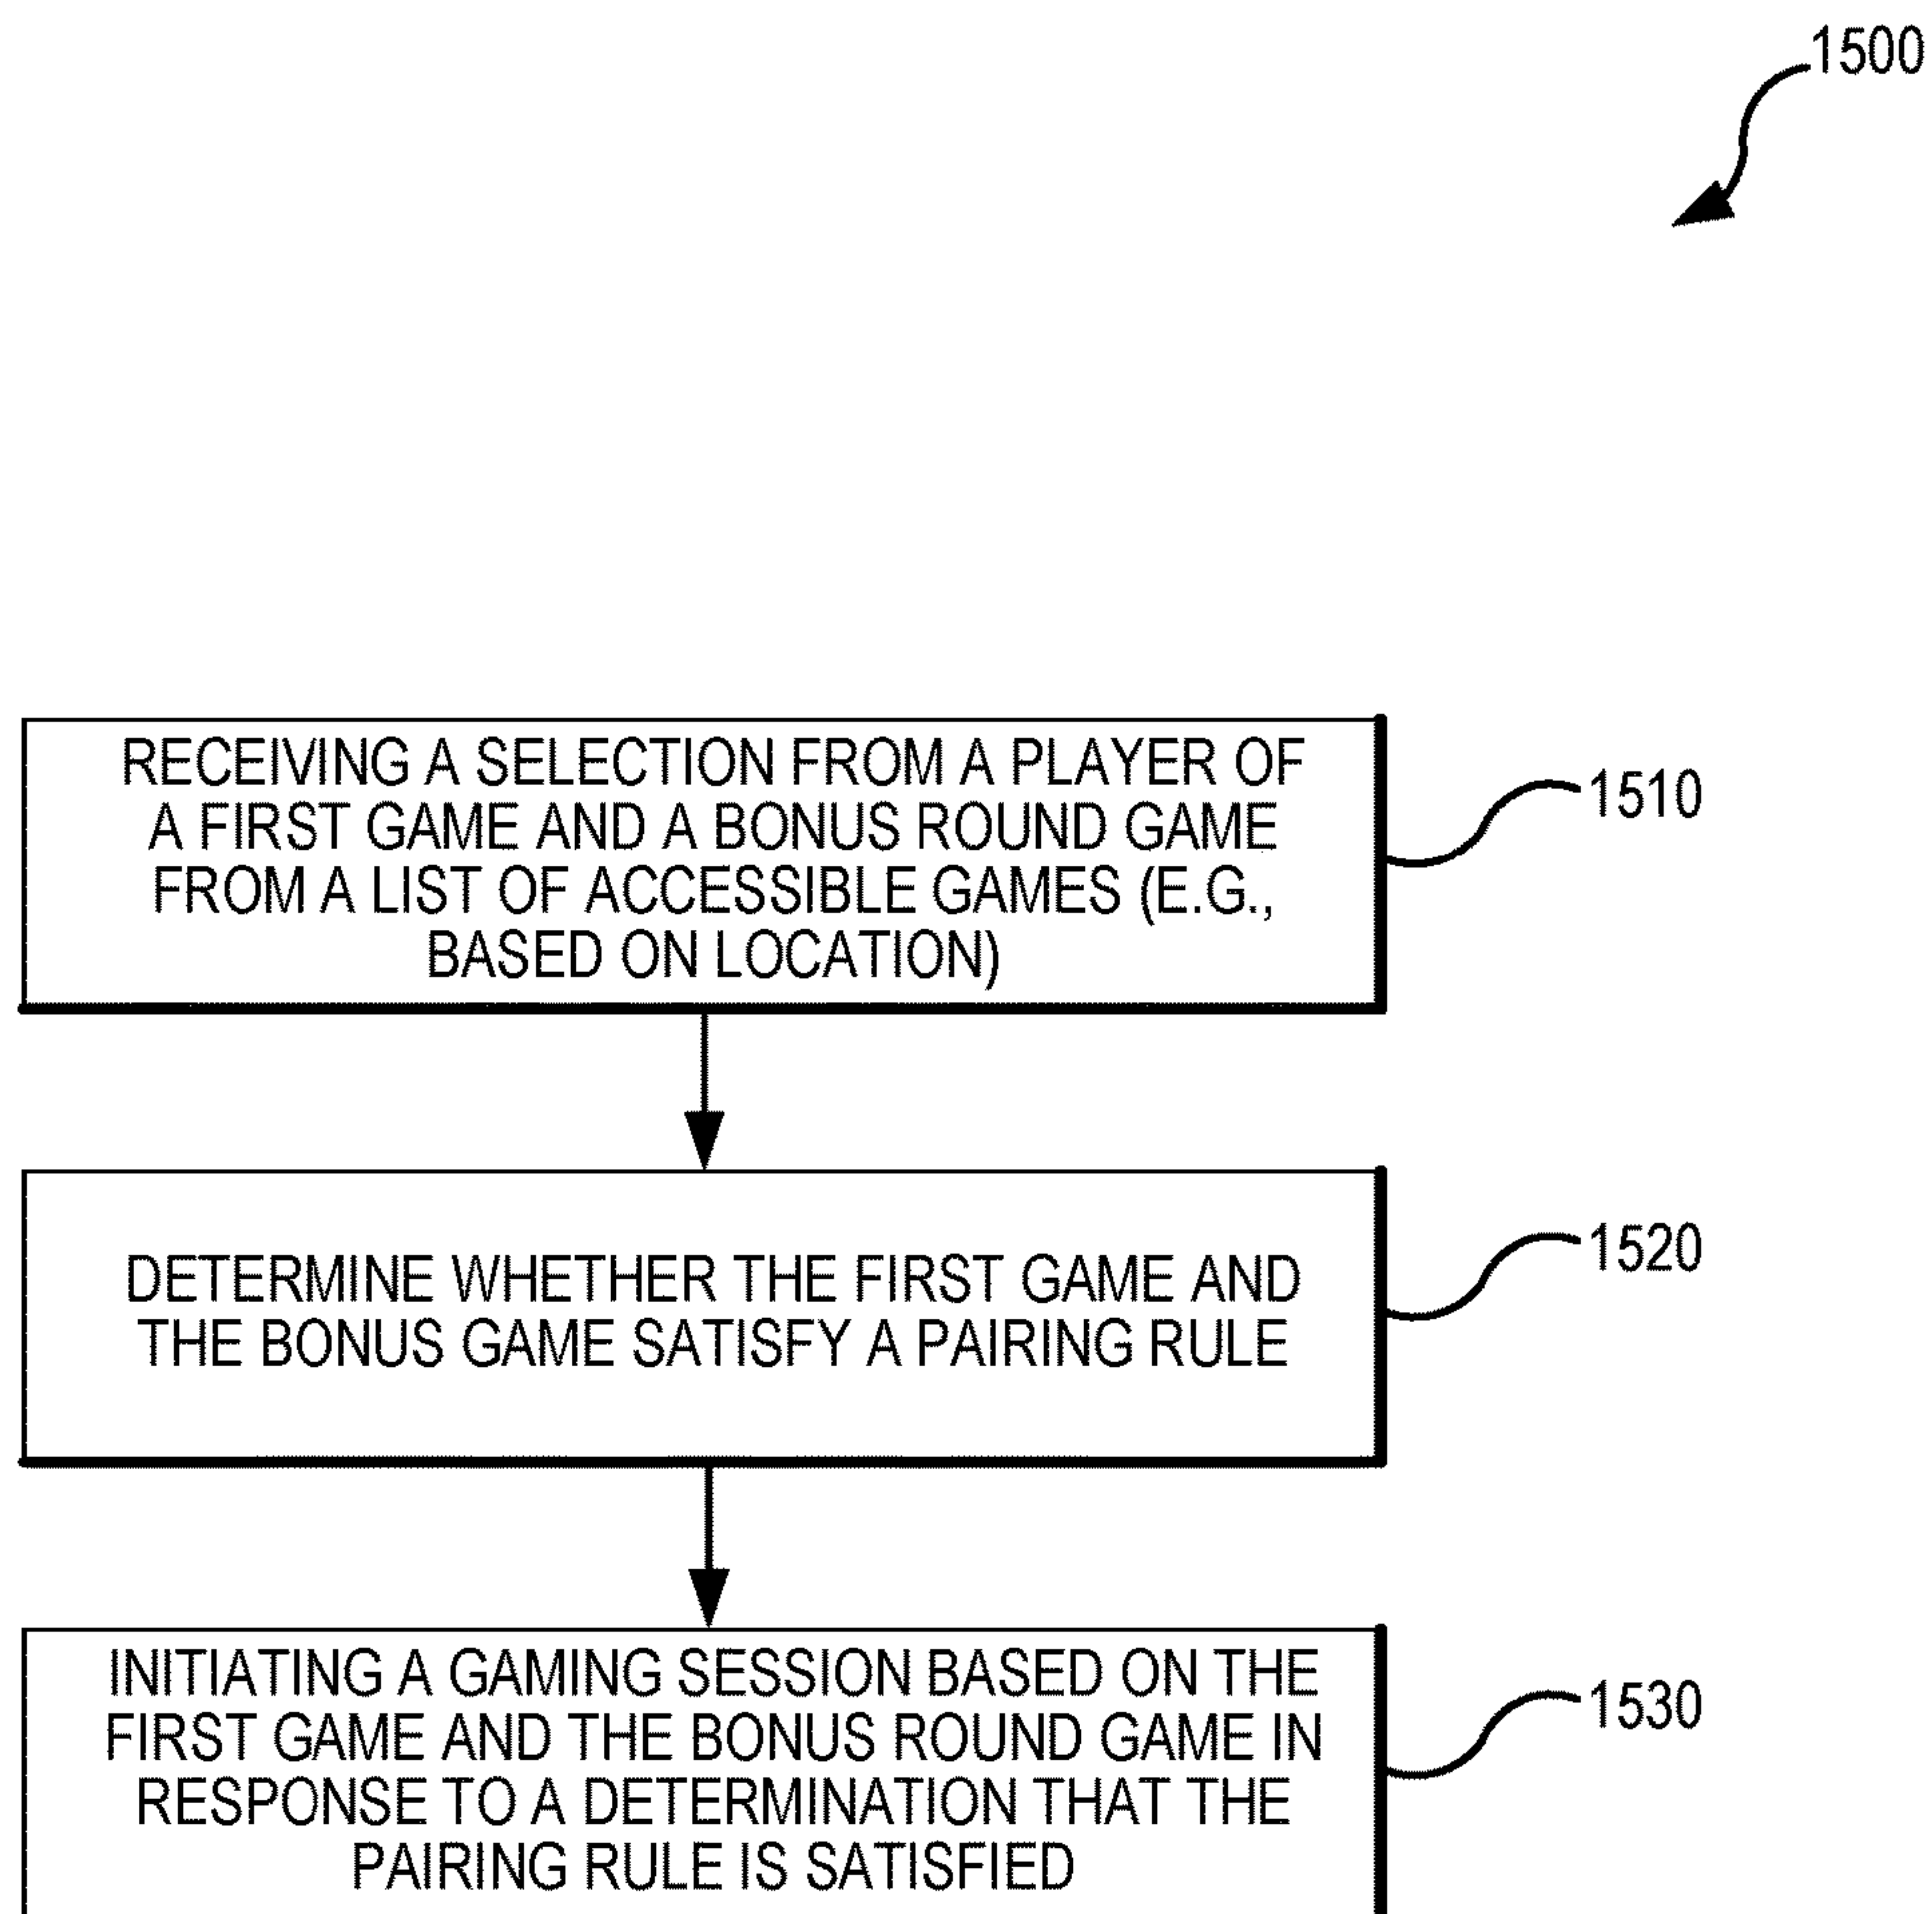 1500
RECEIVING A SELECTION FROM A PLAYER OF
A FIRST GAME AND A BONUS ROUND GAME
FROM A LIST OF ACCESSIBLE GAMES (E.G.,
BASED ON LOCATION)
1510
DETERMINE WHETHER THE FIRST GAME AND
THE BONUS GAME SATISFY A PAIRING RULE
1520
INITIATING A GAMING SESSION BASED ON THE
FIRST GAME AND THE BONUS ROUND GAME IN
RESPONSE TO A DETERMINATION THAT THE
PAIRING RULE IS SATISFIED
1530